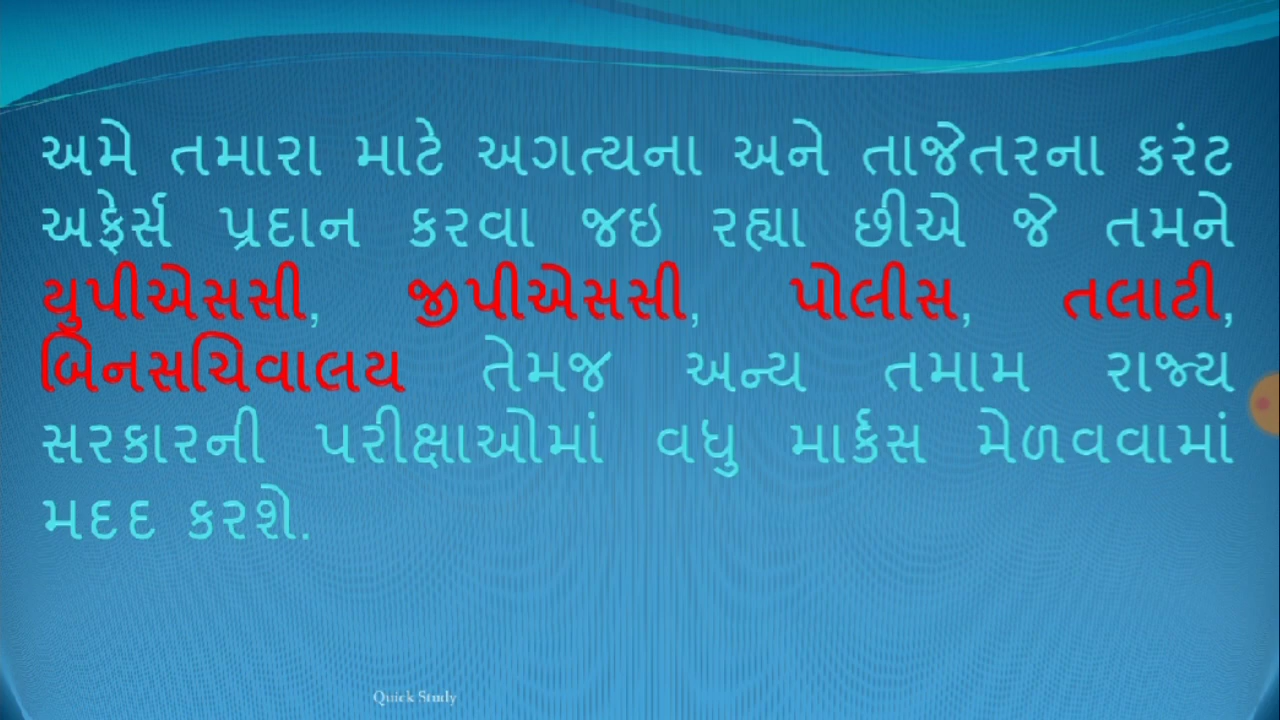 અમે તમારા માટે અગત્યના અને તાજેતરના કરંટ
અફેર્સ પ્રદાન કરવા જઇ રહ્યા છીએ જે તમને
યુપીએસસી, જીપીએસસી, પોલીસ, તલાટી,
બિનસચિવાલય તેમજ અન્ય તમામ રાજ્ય
સરકારની પરીક્ષાઓમાં વધુ માર્કસ મેળવવામાં
મદદ કરશે.
Quick Study